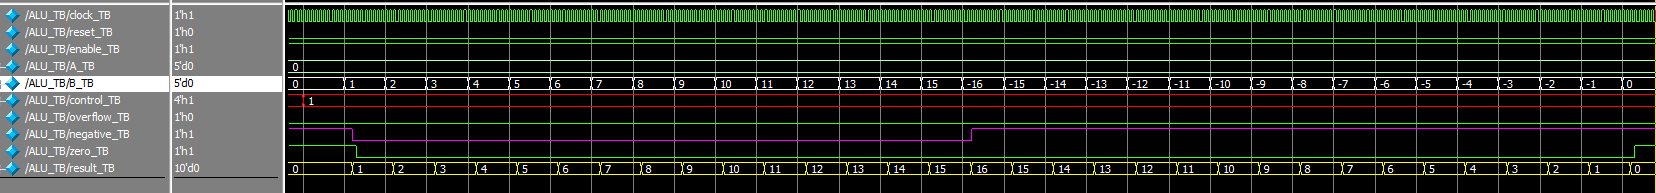 /ALU_TB/clock_TB 1'h1
/ALU_TB/reset_TB 1'h0
/ALU_TB/enable_TB 1'h1
/ALU_TB/A_TB 5'd0 0
/ALU_TB/B_TB 5'd0 0 1 2 3 4 5 6 7 8 9 10 11 12 13 14 15 -16 -15 -14 -13 -12 -11 -10 -9 -8 -7 -6 -5 -4 -3 -2 -1 0
/ALU_TB/control_TB 4'h1 1
/ALU_TB/overflow_TB 1'h0
/ALU_TB/negative_TB 1'h1
/ALU_TB/zero_TB 1'h1
/ALU_TB/result_TB 10'd0 0 1 2 3 4 5 6 7 8 9 10 11 12 13 14 15 16 15 14 13 12 11 10 9 8 7 6 5 4 3 2 1 0